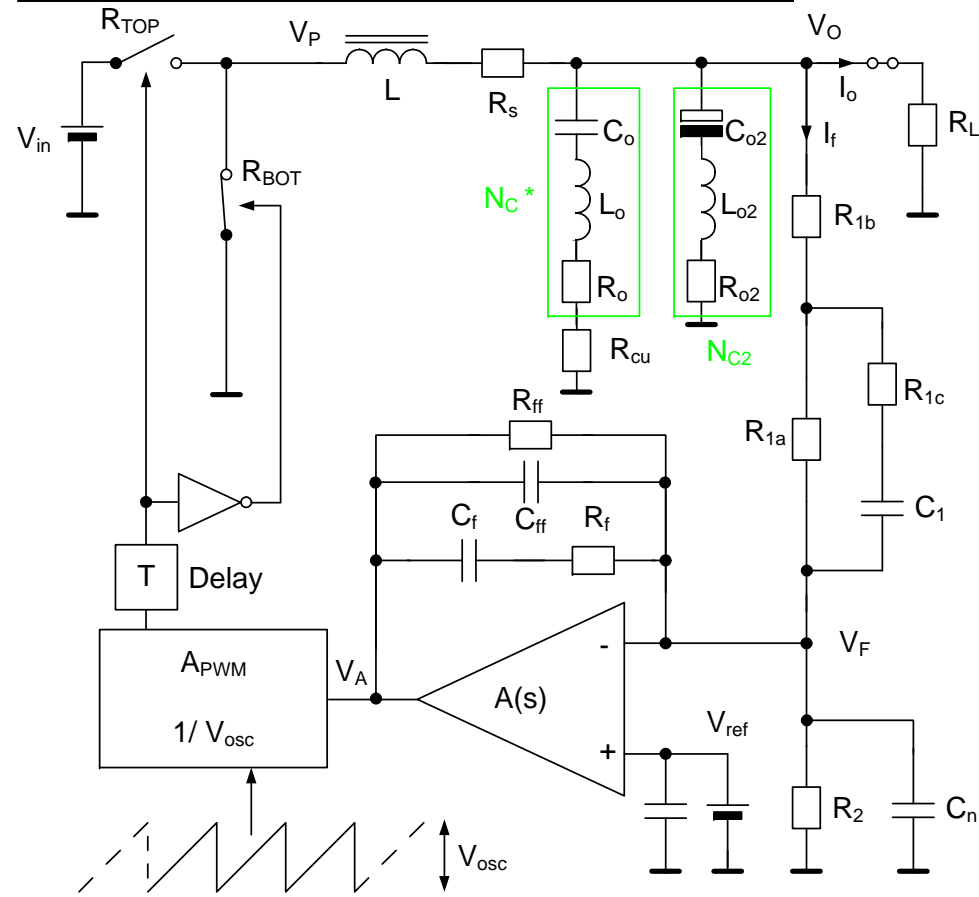 R_TOP
V_P
V_O
L
R_s
I_o
V_in
R_BOT
C_o
C_o2
I_f
R_L
N_C *
L_o
L_o2
R_1b
R_o
R_o2
R_cu
N_C2
R_1c
R_ff
R_1a
C_f
C_ff
R_f
C_1
T
Delay
A_PWM
V_A
-
V_F
A(s)
1/ V_osc
V_ref
+
R_2
C_n
V_osc